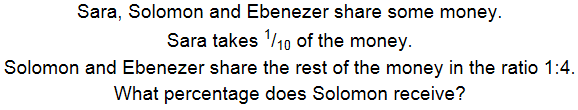 Sara, Solomon and Ebenezer share some money.
Sara takes 1/10 of the money.
Solomon and Ebenezer share the rest of the money in the ratio 1:4.
What percentage does Solomon receive?